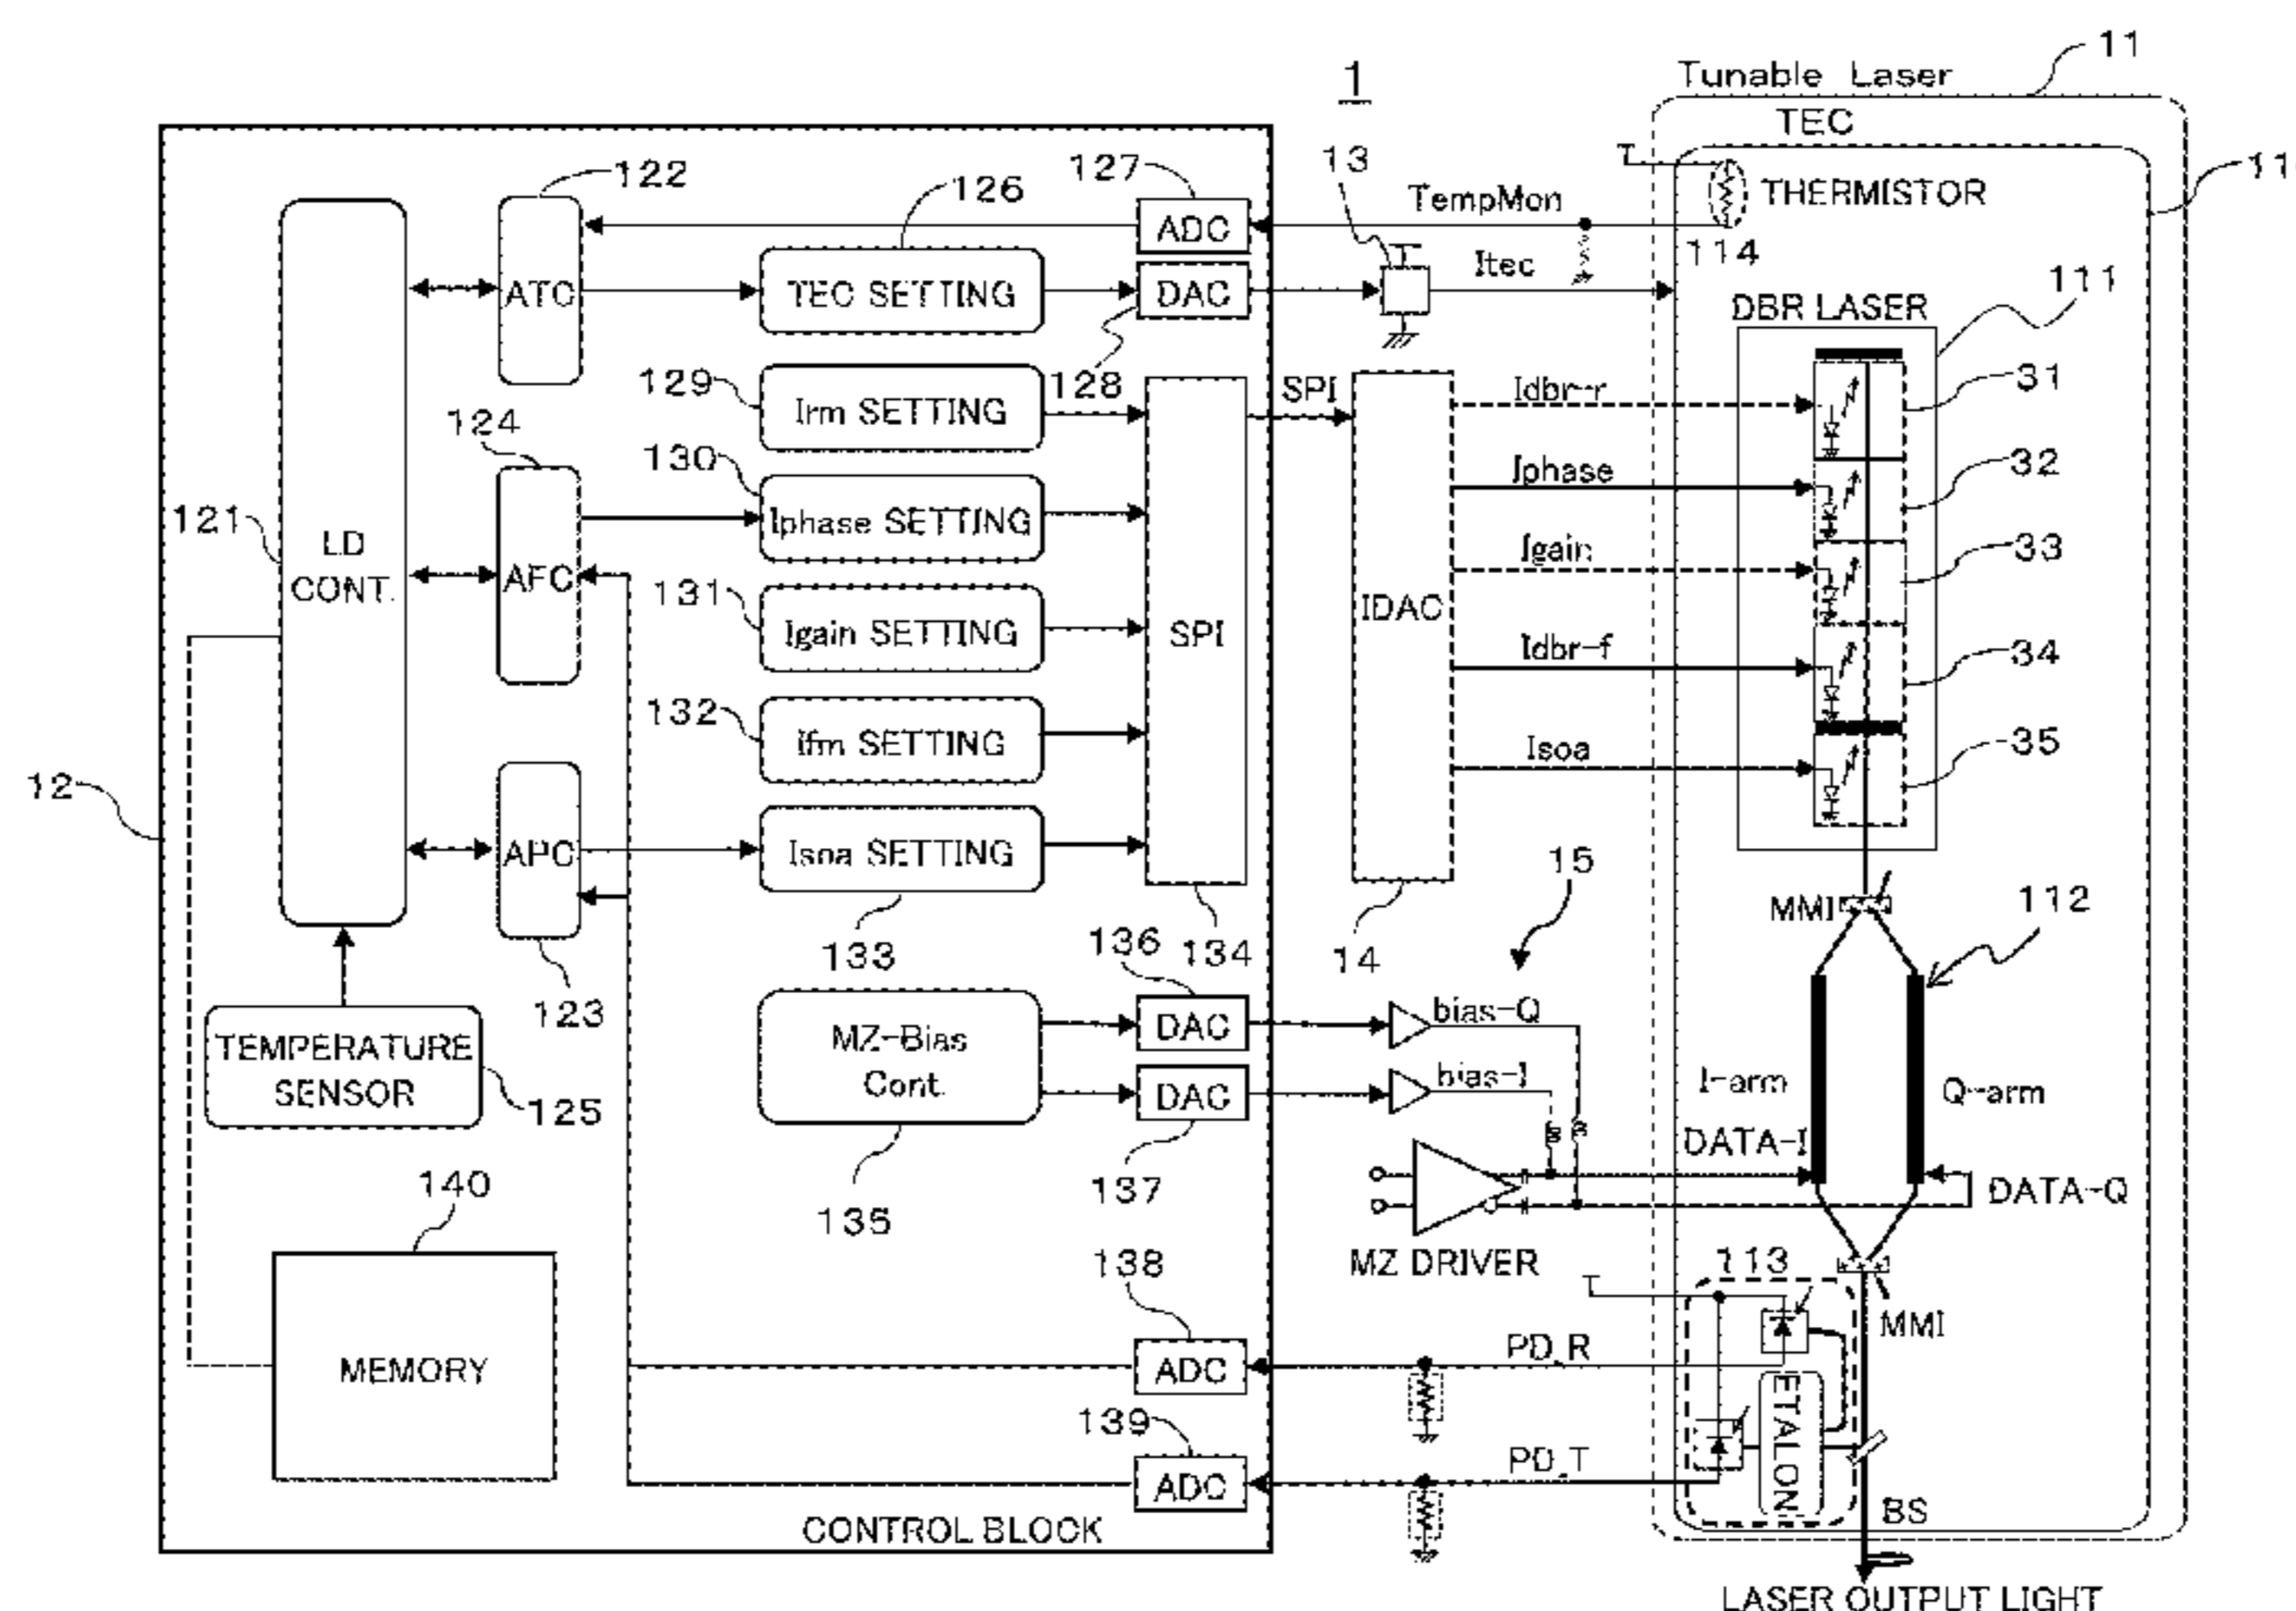 1
11
Tunable Laser
TEC
11
THERMISTOR
114
122
126
127
13
TempMon
ADC
ATC
TEC SETTING
DAC
Itec
128
DBR LASER
111
129
Irm SETTING
SPI
Idbr-r
31
124
130
Iphase SETTING
Iphase
32
121
LD
CONT.
AFC
131
Igain SETTING
SPI
IDAC
Igain
33
132
Ifm SETTING
Idbr-f
34
12
APC
Isoa SETTING
Isoa
35
133
134
14
15
MMI
112
123
136
TEMPERATURE
SENSOR
125
MZ-Bias
Cont.
DAC
bias-Q
DAC
bias-I
I-arm
Q-arm
135
137
DATA-I
DATA-Q
140
MZ DRIVER
113
138
MMI
MEMORY
ADC
PD_R
ETALON
139
ADC
PD_T
BS
CONTROL BLOCK
LASER OUTPUT LIGHT